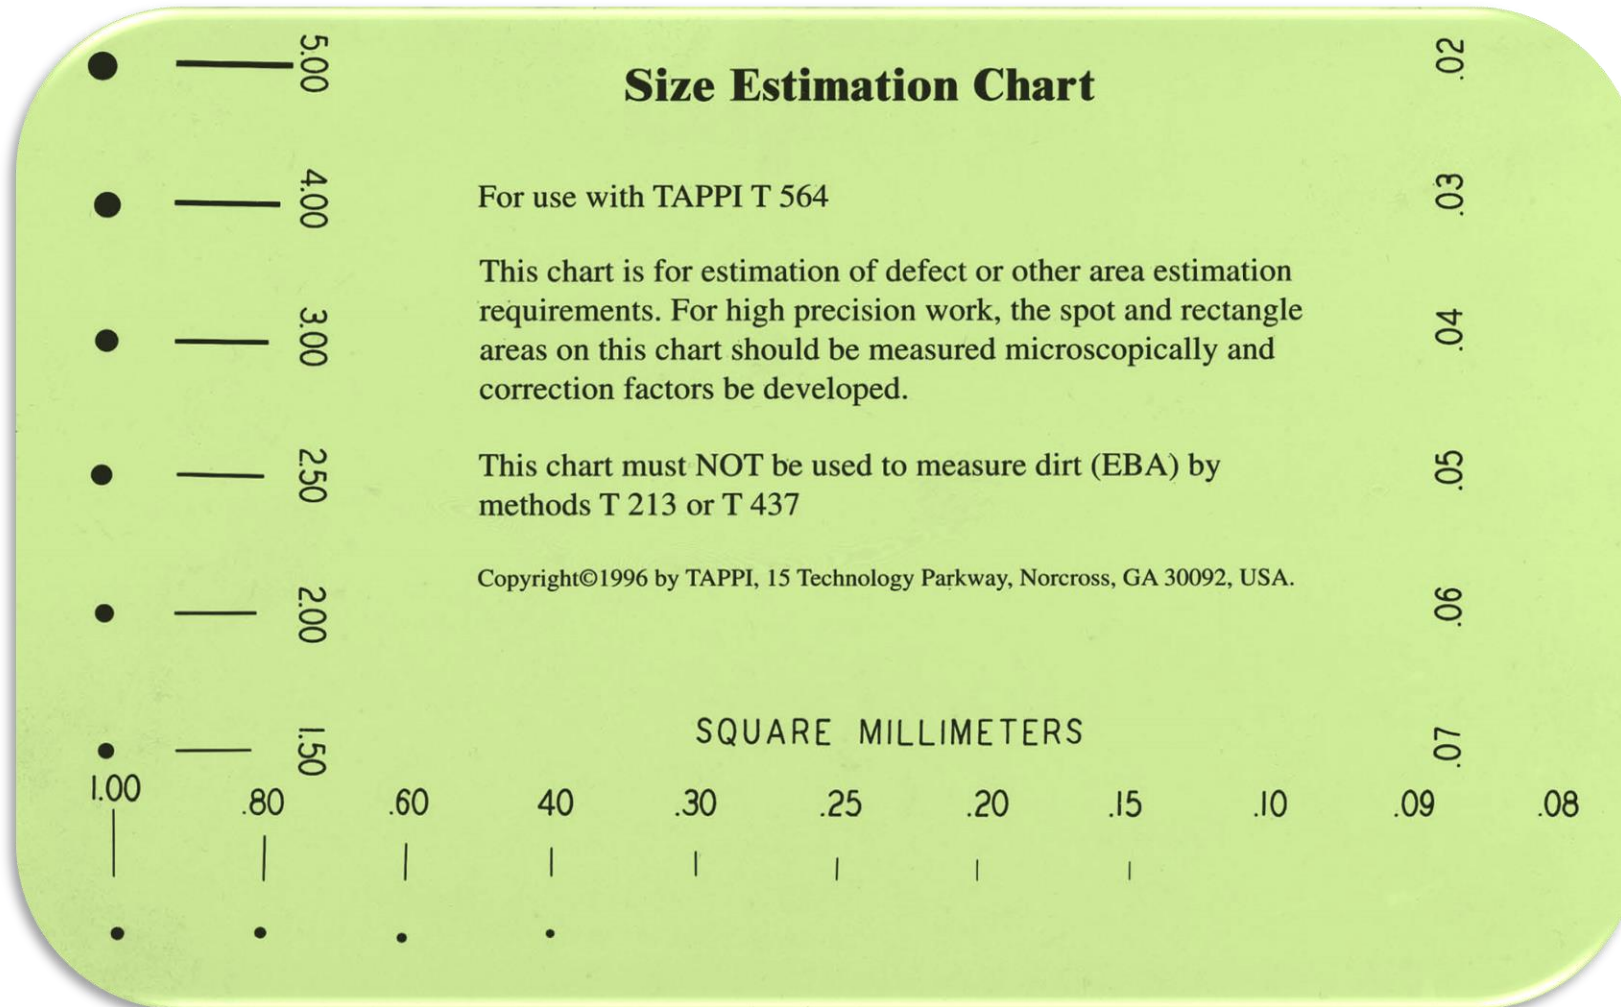 5.00
.02
Size Estimation Chart
4.00
For use with TAPPI T 564
.03
This chart is for estimation of defect or other area estimation
requirements. For high precision work, the spot and rectangle
areas on this chart should be measured microscopically and
correction factors be developed.
3.00
.04
2.50
This chart must NOT be used to measure dirt (EBA) by
methods T 213 or T 437
.05
Copyright©1996 by TAPPI, 15 Technology Parkway, Norcross, GA 30092, USA.
2.00
.06
SQUARE MILLIMETERS
1.50
.07
1.00 .80 .60 40 .30 .25 .20 .15 .10 .09 .08